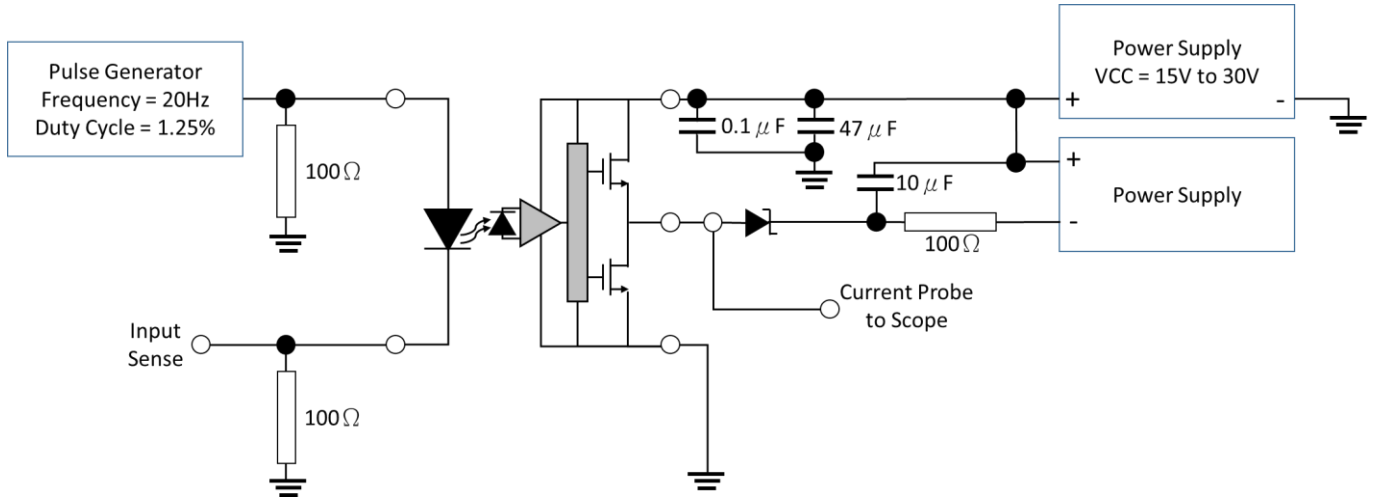 Pulse Generator
Frequency = 20Hz
Duty Cycle = 1.25%
100Ω
Input
Sense
100Ω
0.1 μF
47 μF
Power Supply
VCC = 15V to 30V
+
-
10 μF
+
Power Supply
-
100Ω
Current Probe
to Scope